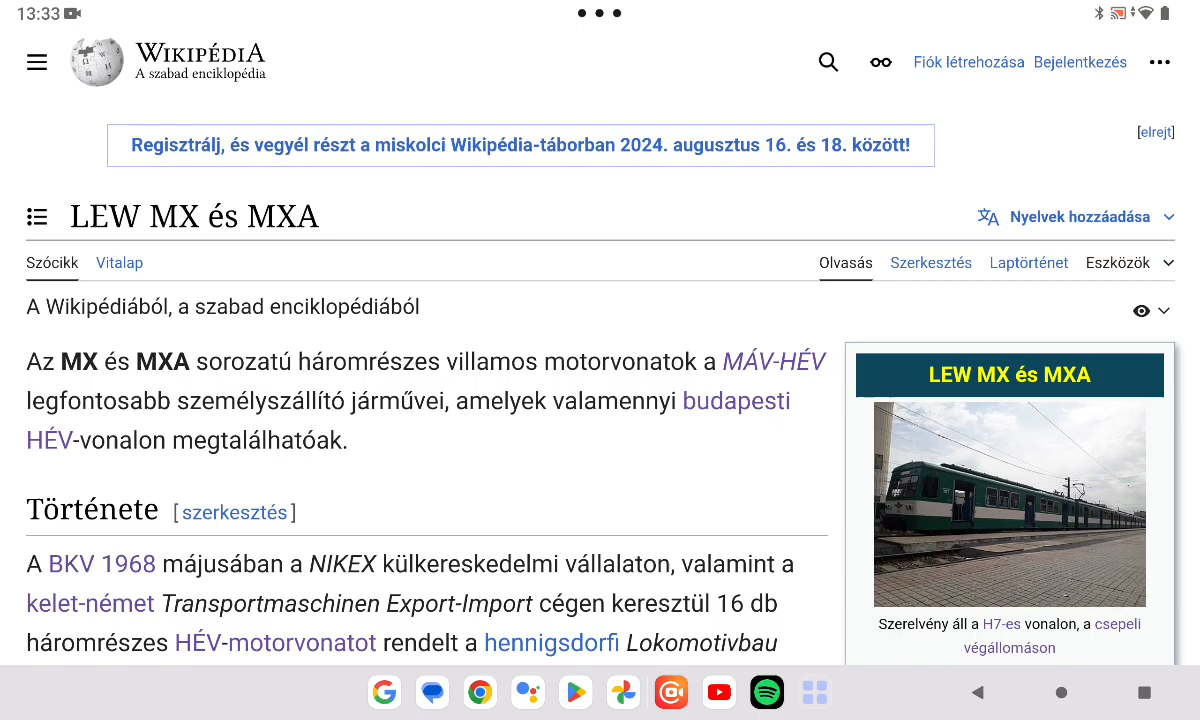 13:33
WIKIPÉDIA
A szabad enciklopédia
Fiók létrehozása Bejelentkezés
Regisztrálj, és vegyél részt a miskolci Wikipédia-táborban 2024. augusztus 16. és 18. között!
[elrejt]
LEW MX és MXA
Nyelvek hozzáadása
Szócikk Vitalap
Olvasás Szerkesztés Laptörténet Eszközök
A Wikipédiából, a szabad enciklopédiából
Az MX és MXA sorozatú háromrészes villamos motorvonatok a MÁV-HÉV
legfontosabb személyszállító járművei, amelyek valamennyi budapesti
HÉV-vonalon megtalálhatóak.
Története [szerkesztés]
A BKV 1968 májusában a NIKEX külkereskedelmi vállalaton, valamint a
kelet-német Transportmaschinen Export-Import cégen keresztül 16 db
háromrészes HÉV-motorvonatot rendelt a hennigsdorfi Lokomotivbau
LEW MX és MXA
Szerelvény áll a H7-es vonalon, a csepeli
végállomáson